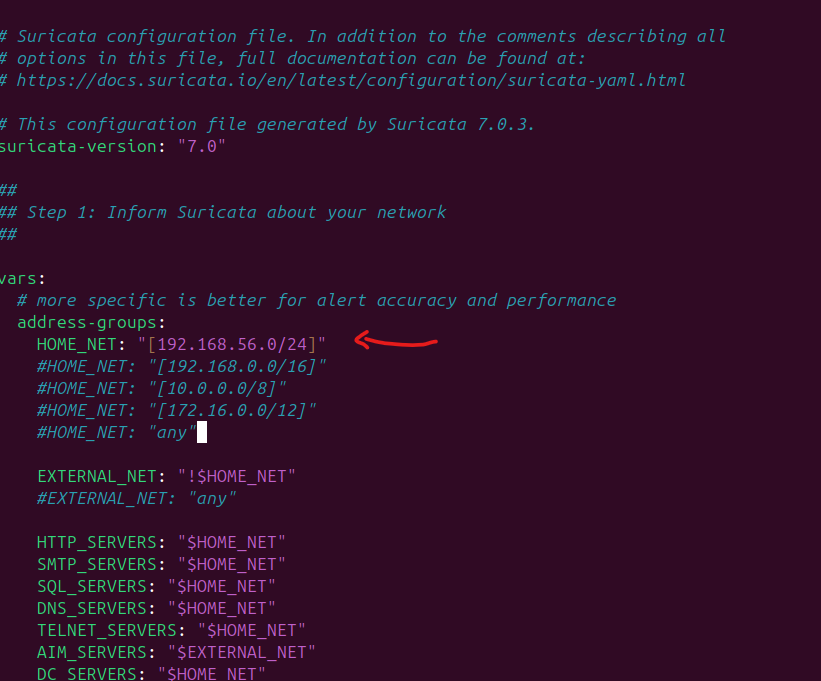 # Suricata configuration file. In addition to the comments describing all
# options in this file, full documentation can be found at:
# https://docs.suricata.io/en/latest/configuration/suricata-yaml.html
# This configuration file generated by Suricata 7.0.3.
suricata-version: "7.0"
##
## Step 1: Inform Suricata about your network
##
vars:
  # more specific is better for alert accuracy and performance
  address-groups:
    HOME_NET: "[192.168.56.0/24]"
    #HOME_NET: "[192.168.0.0/16]"
    #HOME_NET: "[10.0.0.0/8]"
    #HOME_NET: "[172.16.0.0/12]"
    #HOME_NET: "any"
    EXTERNAL_NET: "!$HOME_NET"
    #EXTERNAL_NET: "any"
    HTTP_SERVERS: "$HOME_NET"
    SMTP_SERVERS: "$HOME_NET"
    SQL_SERVERS: "$HOME_NET"
    DNS_SERVERS: "$HOME_NET"
    TELNET_SERVERS: "$HOME_NET"
    AIM_SERVERS: "$EXTERNAL_NET"
    DC_SERVERS: "$HOME_NET"